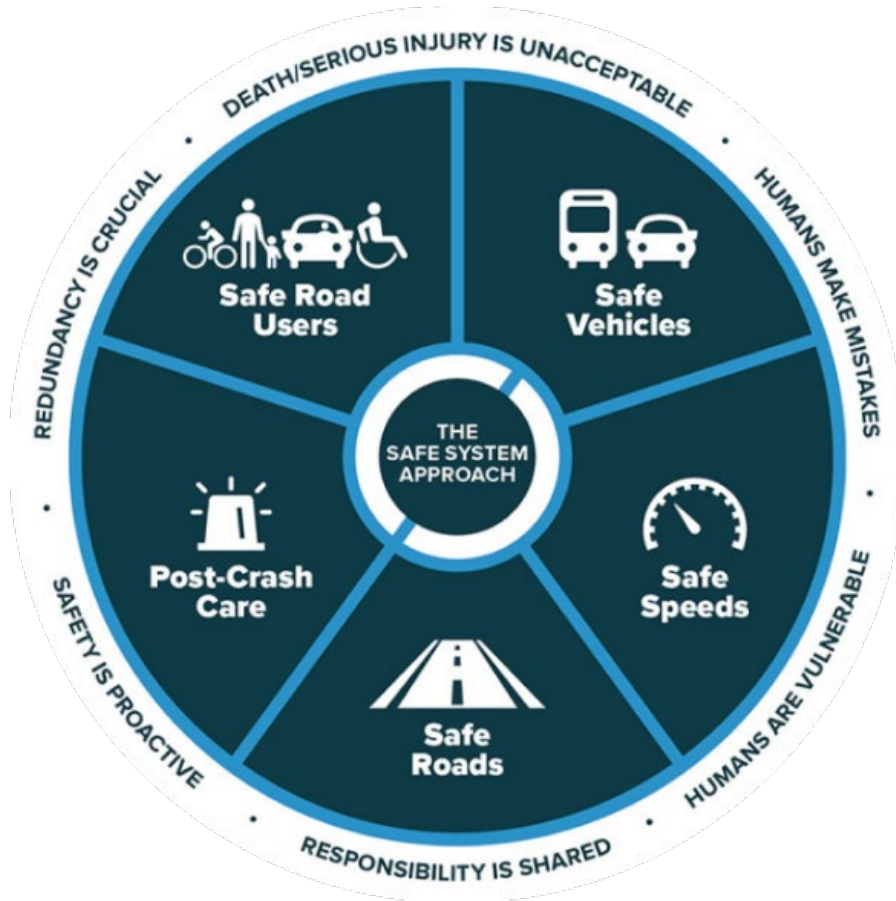 DEATH/SERIOUS INJURY IS UNACCEPTABLE
HUMANS MAKE MISTAKES
HUMANS ARE VULNERABLE
RESPONSIBILITY IS SHARED
SAFETY IS PROACTIVE
REDUNDANCY IS CRUCIAL
Safe Road
Users
Safe
Vehicles
Safe
Speeds
Safe
Roads
Post-Crash
Care
THE
SAFE SYSTEM
APPROACH